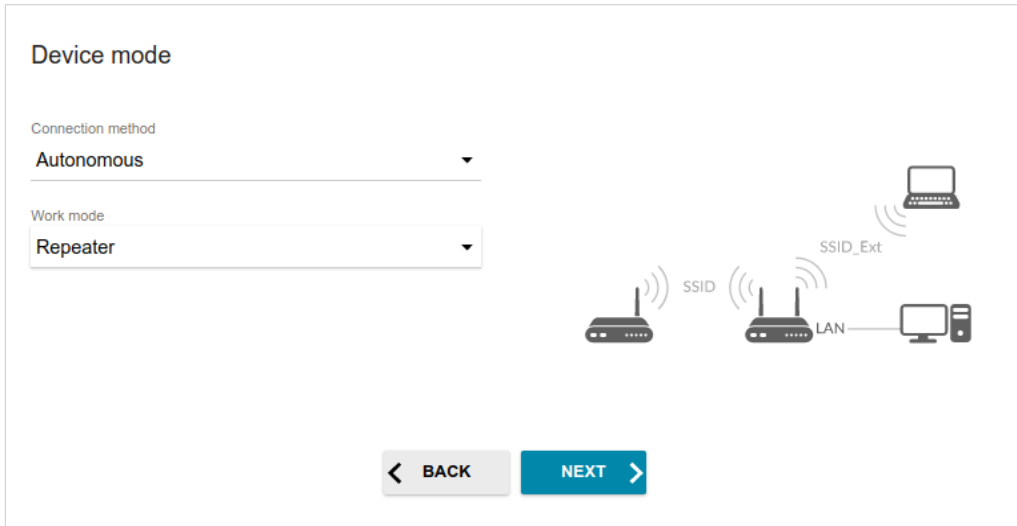 Device mode
Connection method
Autonomous
Work mode
Repeater
SSID_Ext
SSID
LAN
BACK
NEXT